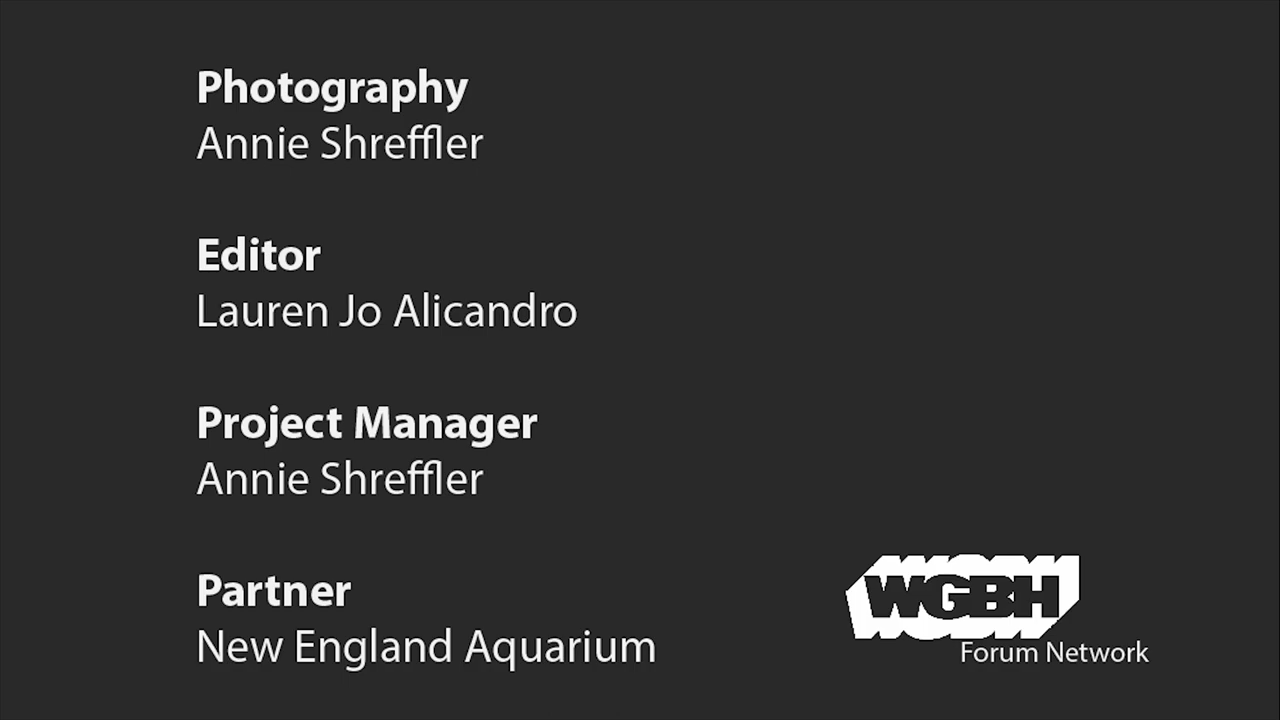 Photography
Annie Shreffler
Editor
Lauren Jo Alicandro
Project Manager
Annie Shreffler
Partner
New England Aquarium
WGBH
Forum Network